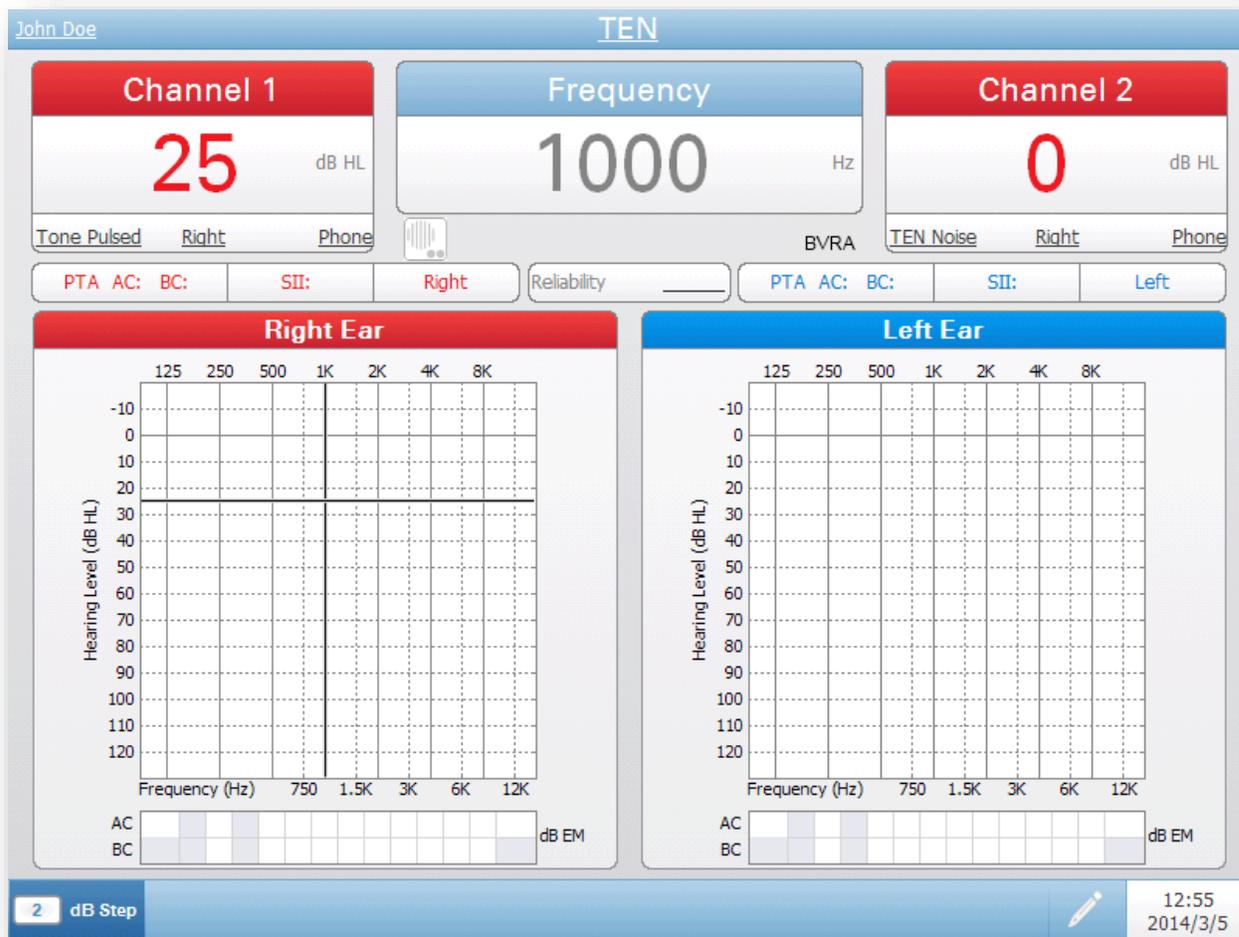 John Doe
TEN
Channel 1
25 dB HL
Tone Pulsed Right Phone
Frequency
1000 Hz
BVRA
Channel 2
0 dB HL
TEN Noise Right Phone
PTA AC: BC: SII: Right
Reliability
PTA AC: BC: SII: Left
Right Ear
125 250 500 1K 2K 4K 8K
Hearing Level (dB HL)
-10
0
10
20
30
40
50
60
70
80
90
100
110
120
Frequency (Hz) 750 1.5K 3K 6K 12K
AC
BC
dB EM
Left Ear
125 250 500 1K 2K 4K 8K
Hearing Level (dB HL)
-10
0
10
20
30
40
50
60
70
80
90
100
110
120
Frequency (Hz) 750 1.5K 3K 6K 12K
AC
BC
dB EM
2 dB Step
12:55
2014/3/5